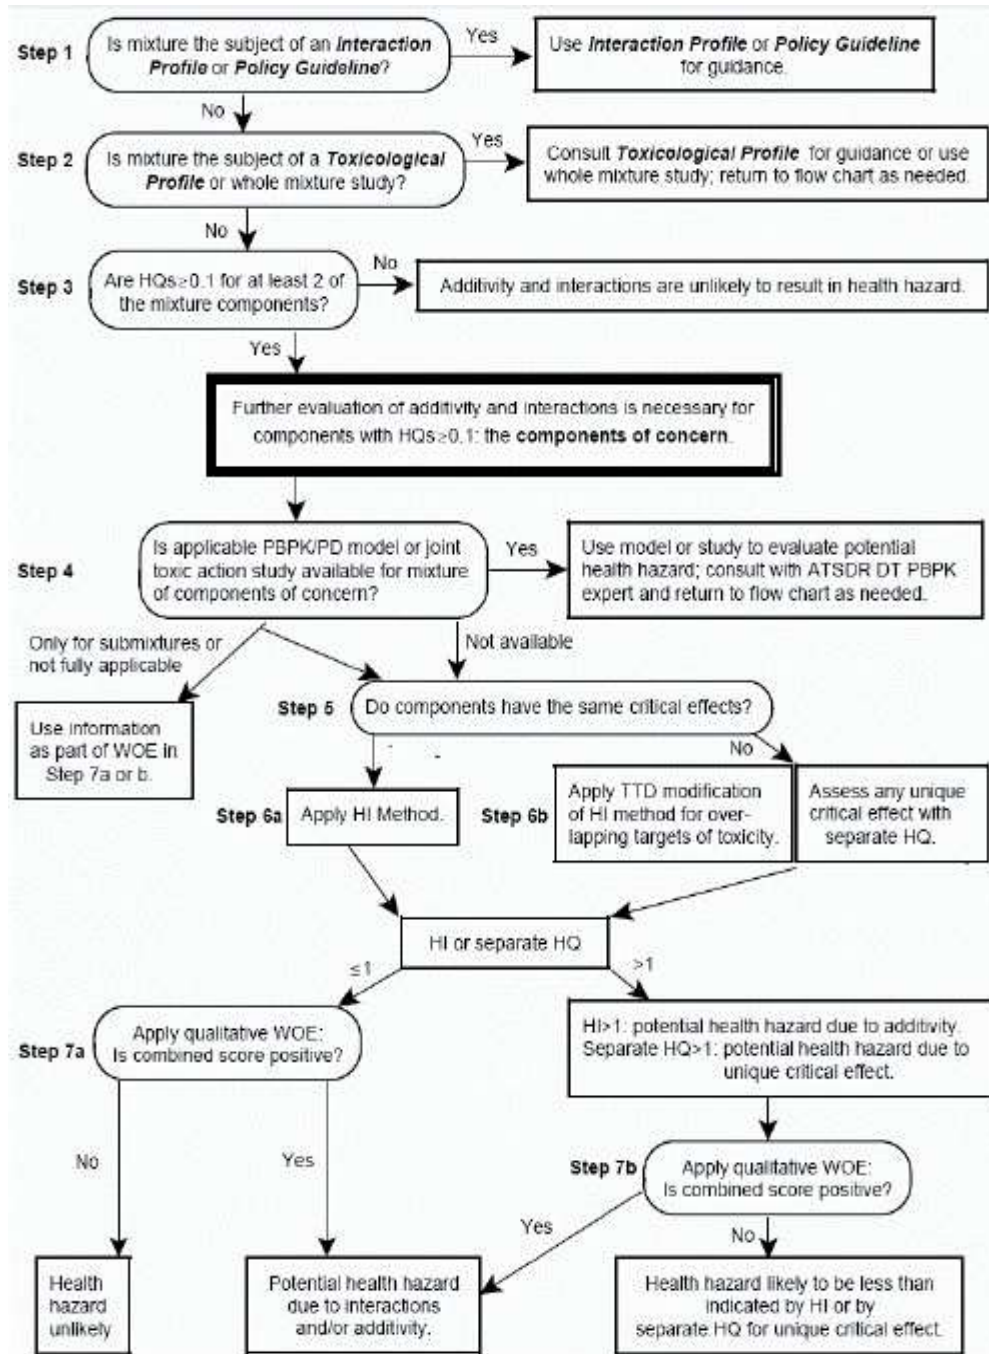 Step 1
Is mixture the subject of an Interaction
Profile or Policy Guideline?
Yes
Use Interaction Profile or Policy Guideline
for guidance.
No
Step 2
Is mixture the subject of a Toxicological
Profile or whole mixture study?
Yes
Consult Toxicological Profile for guidance or use
whole mixture study; return to flow chart as needed.
No
Step 3
Are HQs≥0.1 for at least 2 of
the mixture components?
No
Additivity and interactions are unlikely to result in health hazard.
Yes
Further evaluation of additivity and interactions is necessary for
components with HQs≥0.1: the components of concern.
Step 4
Is applicable PBPK/PD model or joint
toxic action study available for mixture
of components of concern?
Yes
Use model or study to evaluate potential
health hazard; consult with ATSDR DT PBPK
expert and return to flow chart as needed.
Only for submixtures or
not fully applicable
Not available
Use information
as part of WOE in
Step 7a or b.
Step 5
Do components have the same critical effects?
No
Step 6a
Apply HI Method.
Step 6b
Apply TTD modification
of HI method for over-
lapping targets of toxicity.
Assess any unique
critical effect with
separate HQ.
HI or separate HQ
≤1
>1
Step 7a
Apply qualitative WOE:
Is combined score positive?
HI>1: potential health hazard due to additivity.
Separate HQ>1: potential health hazard due to
unique critical effect.
No
Yes
Step 7b
Apply qualitative WOE:
Is combined score positive?
Yes
No
Health
hazard
unlikely
Potential health hazard
due to interactions
and/or additivity.
Health hazard likely to be less than
indicated by HI or by
separate HQ for unique critical effect.